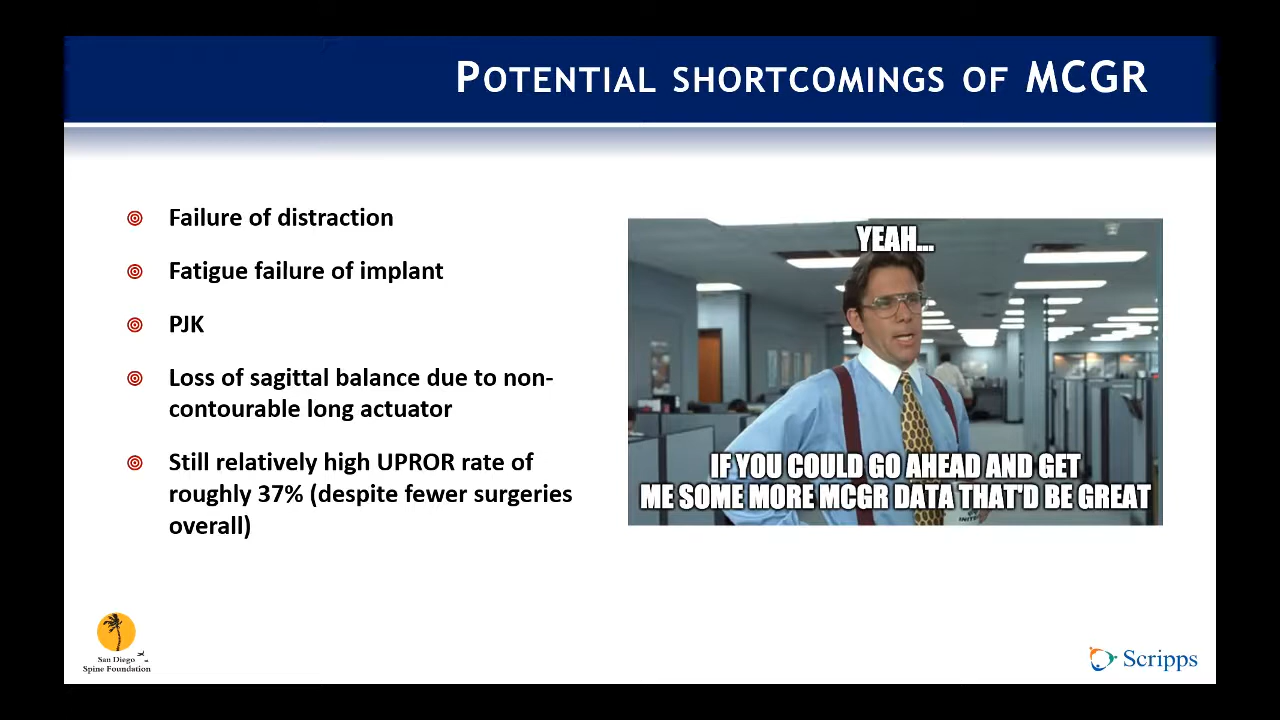 POTENTIAL SHORTCOMINGS OF MCGR
Failure of distraction
Fatigue failure of implant
PJK
Loss of sagittal balance due to non-
contourable long actuator
Still relatively high UPROR rate of
roughly 37% (despite fewer surgeries
overall)
YEAH...
IF YOU COULD GO AHEAD AND GET
ME SOME MORE MCGR DATA THAT'D BE GREAT
San Diego
Spine Foundation
Scripps